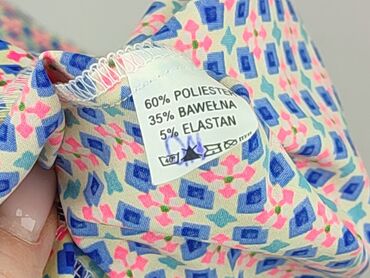 60% POLIESTER
35% BAWEŁNA
5% ELASTAN